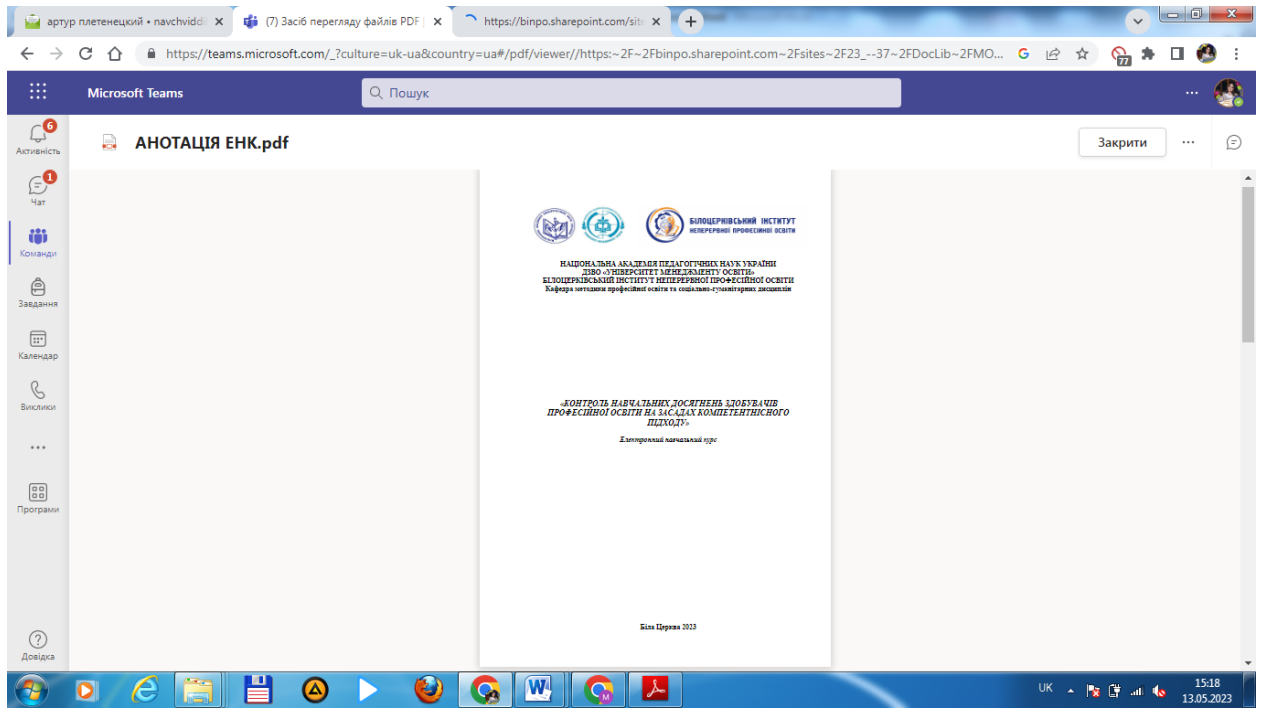 артур плетенецкий • navchviddi
(7) Засіб перегляду файлів PDF |
https://binpo.sharepoint.com/site
https://teams.microsoft.com/_?culture=uk-ua&country=ua#/pdf/viewer//https:~2F~2Fbinpo.sharepoint.com~2Fsites~2F23_--37~2FDocLib~2FMO...
77
Microsoft Teams
Пошук
6
Активність
АНОТАЦІЯ ЕНК.pdf
Закрити
1
Чат
Команди
Завдання
Календар
Виклики
Програми
Довідка
БІЛОЦЕРКІВСЬКИЙ ІНСТИТУТ
НЕПЕРЕРВНОЇ ПРОФЕСІЙНОЇ ОСВІТИ
НАЦІОНАЛЬНА АКАДЕМІЯ ПЕДАГОГІЧНИХ НАУК УКРАЇНИ
ДЗВО «УНІВЕРСИТЕТ МЕНЕДЖМЕНТУ ОСВІТИ»
БІЛОЦЕРКІВСЬКИЙ ІНСТИТУТ НЕПЕРЕРВНОЇ ПРОФЕСІЙНОЇ ОСВІТИ
Кафедра методики професійної освіти та соціально-гуманітарних дисциплін
«КОНТРОЛЬ НАВЧАЛЬНИХ ДОСЯГНЕНЬ ЗДОБУВАЧІВ
ПРОФЕСІЙНОЇ ОСВІТИ НА ЗАСАДАХ КОМПЕТЕНТНІСНОГО
ПІДХОДУ»
Електронний навчальний курс
Біла Церква 2023
UK
15:18
13.05.2023